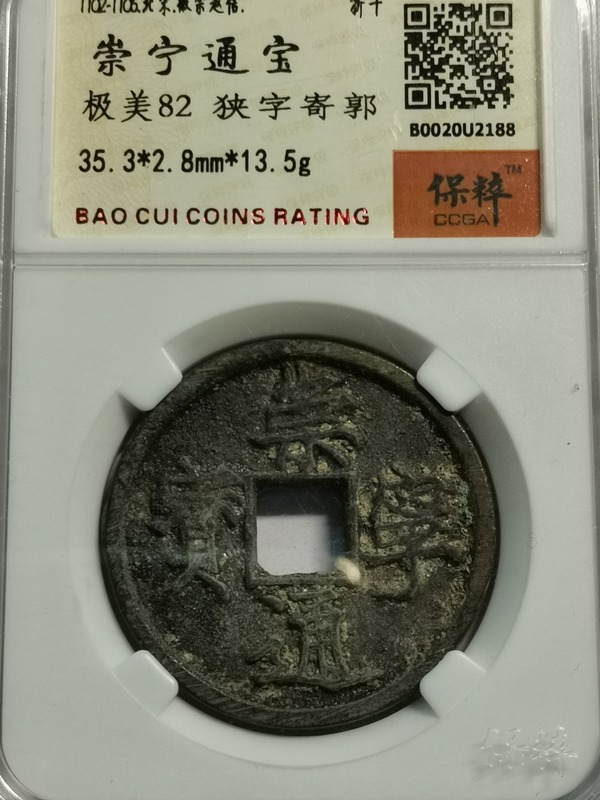 1102-1106.北宋.徽宗赵佶. 折十
崇宁通宝
极美82 狭字寄郭
B0020U2188
35.3*2.8mm*13.5g
保粹 TM
CCGA
BAO CUI COINS RATING
崇寧通寳
保粹